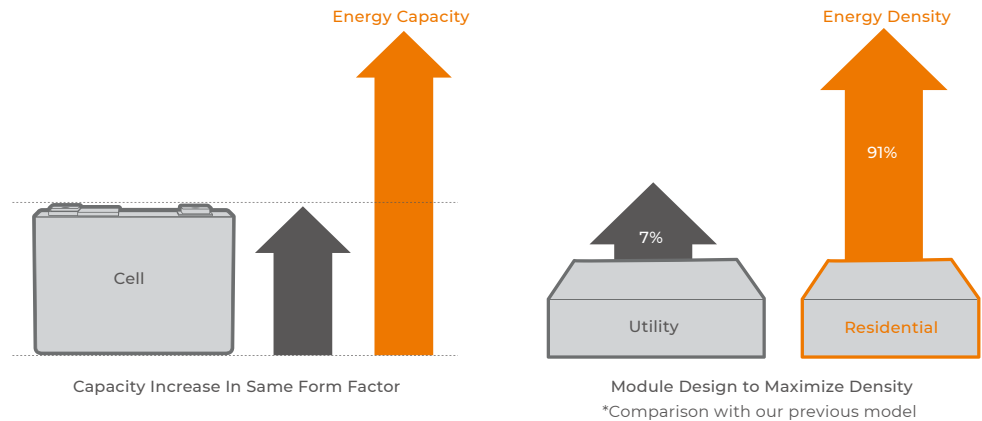 Energy Capacity
Cell
Capacity Increase In Same Form Factor
Energy Density
91%
7%
Utility
Residential
Module Design to Maximize Density
*Comparison with our previous model